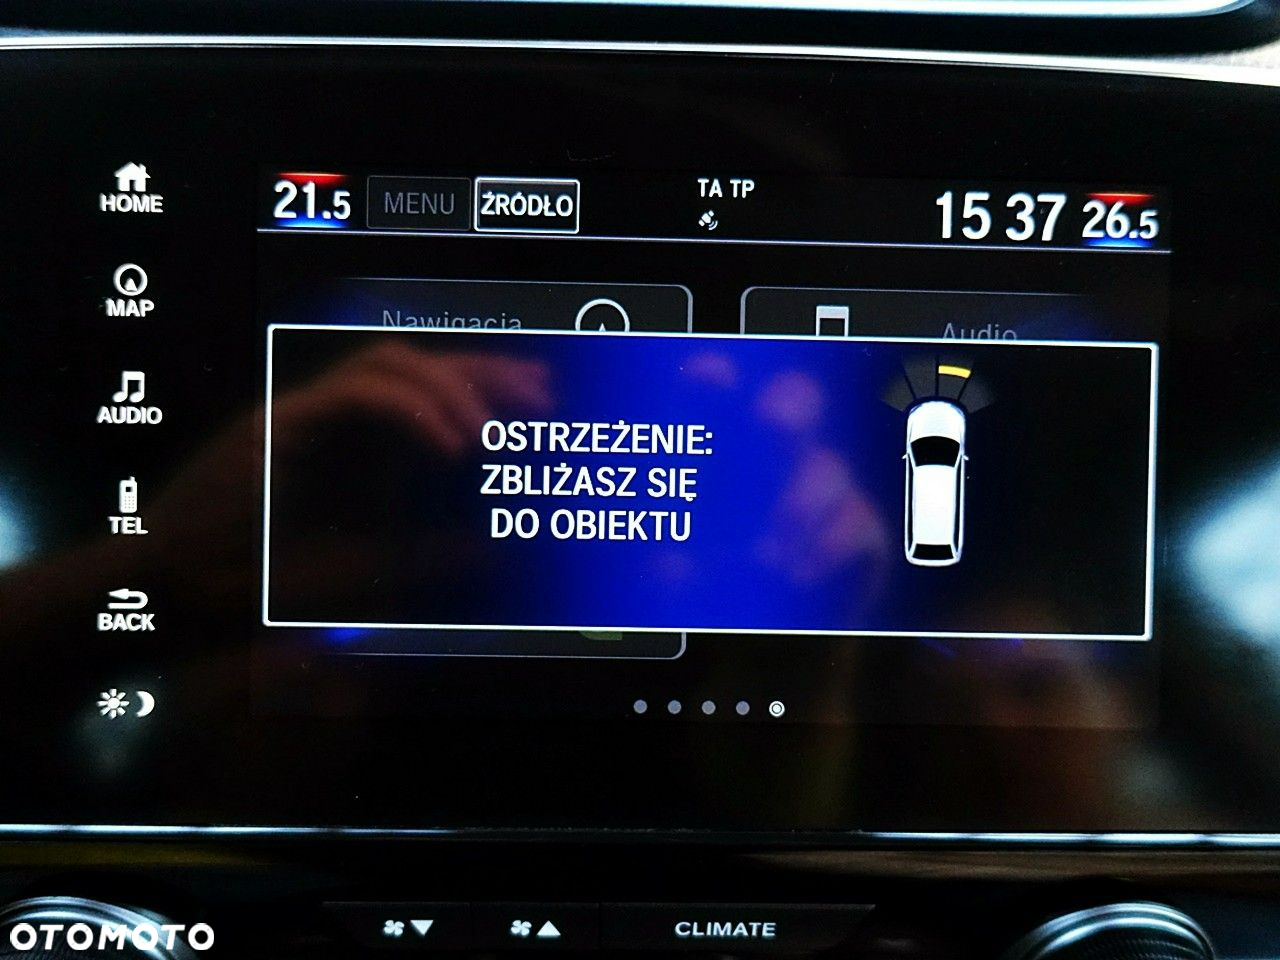 HOME
21.5 MENU ŹRÓDŁO TA TP 15 37 26.5
MAP
Nawigacja Audio
AUDIO
OSTRZEŻENIE:
ZBLIŻASZ SIĘ
DO OBIEKTU
TEL
BACK
CLIMATE
OTOMOTO